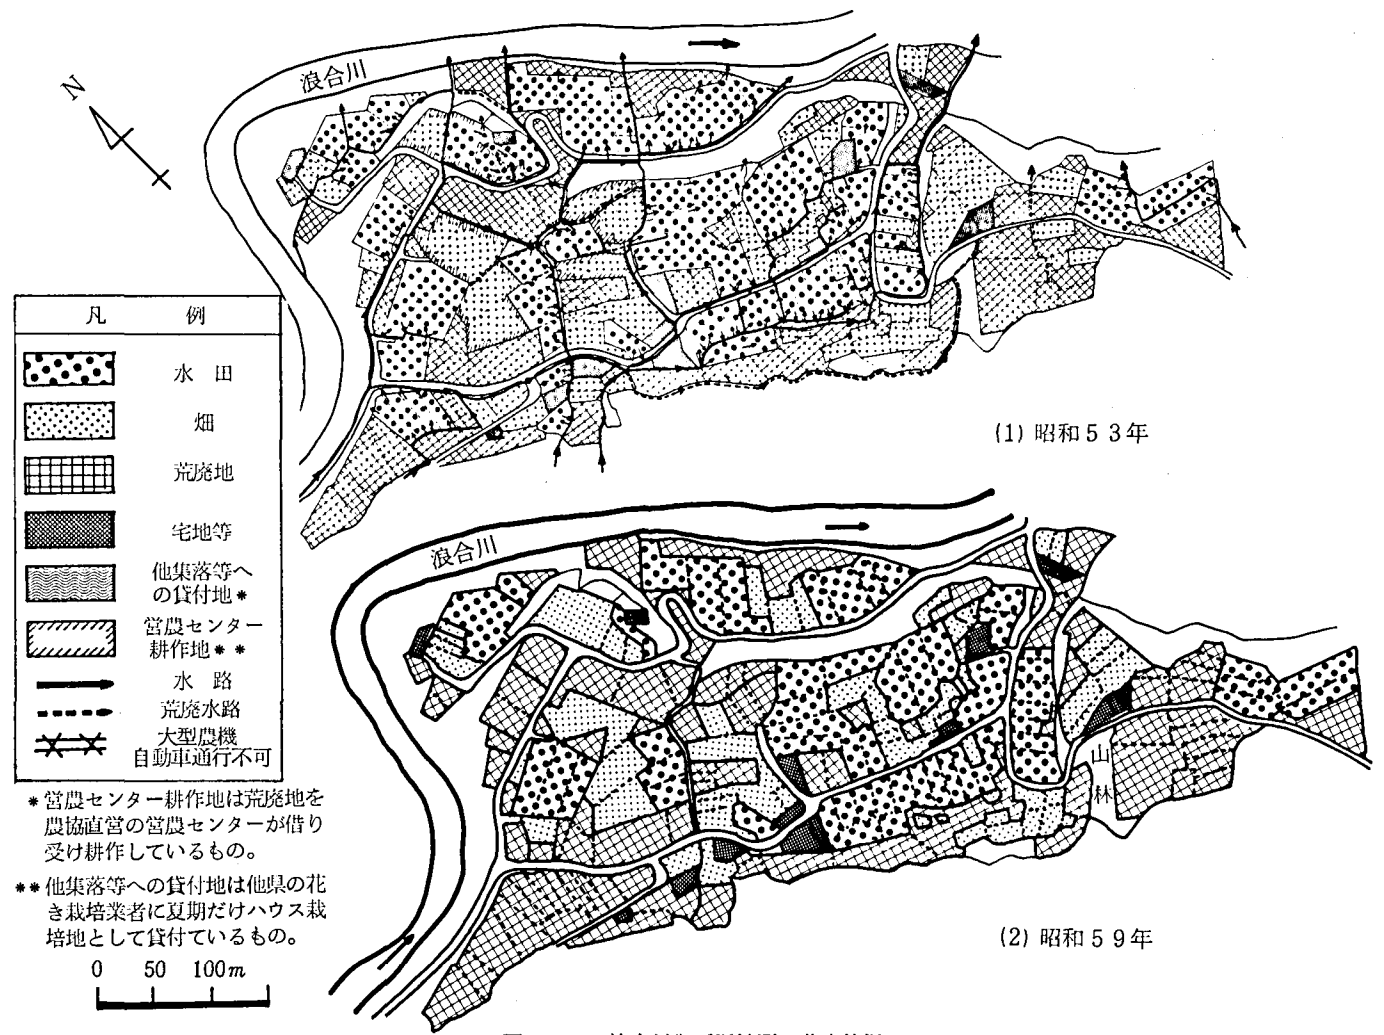 浪合川
N
凡 例
水 田
畑
荒廃地
宅地等
他集落等へ
の貸付地*
営農センター
耕作地**
水 路
荒廃水路
大型農機
自動車通行不可
(1) 昭和53年
浪合川
山
林
*営農センター耕作地は荒廃地を
農協直営の営農センターが借り
受け耕作しているもの。
**他集落等への貸付地は他県の花
き栽培業者に夏期だけハウス栽
培地として貸付ているもの。
0 50 100m
(2) 昭和59年